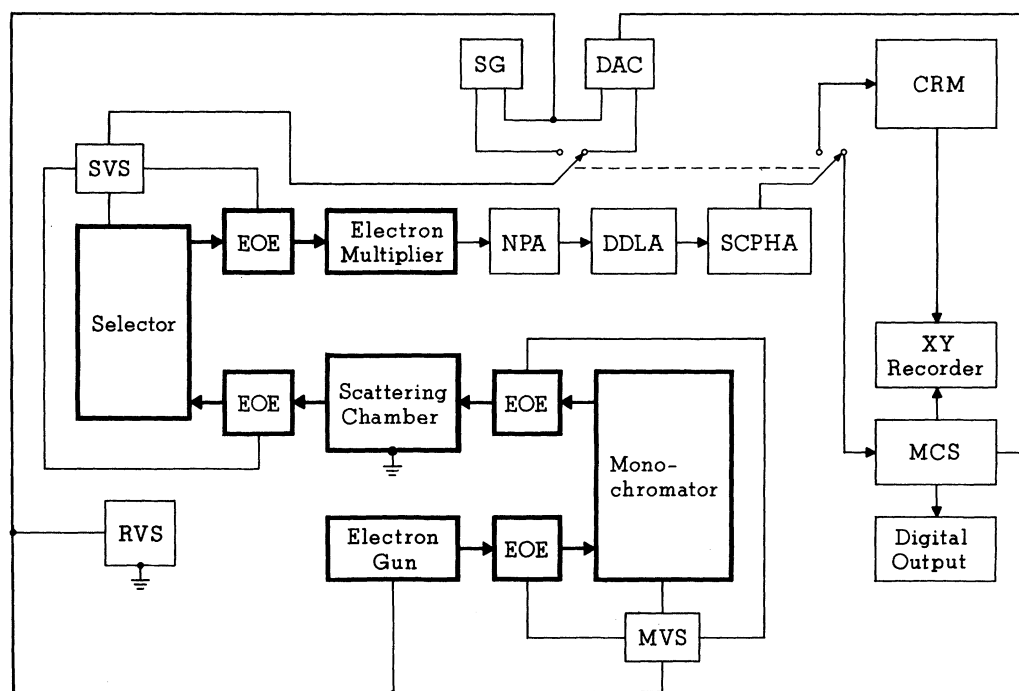 SG
DAC
CRM
SVS
EOE
Electron
Multiplier
NPA
DDLA
SCPHA
Selector
EOE
Scattering
Chamber
EOE
XY
Recorder
Mono-
chromator
MCS
RVS
Electron
Gun
EOE
Digital
Output
MVS